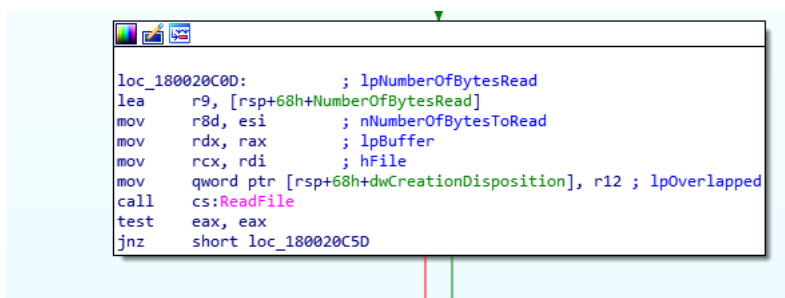 loc_180020C0D: ; lpNumberOfBytesRead
lea r9, [rsp+68h+NumberOfBytesRead]
mov r8d, esi ; nNumberOfBytesToRead
mov rdx, rax ; lpBuffer
mov rcx, rdi ; hFile
mov qword ptr [rsp+68h+dwCreationDisposition], r12 ; lpOverlapped
call cs:ReadFile
test eax, eax
jnz short loc_180020C5D